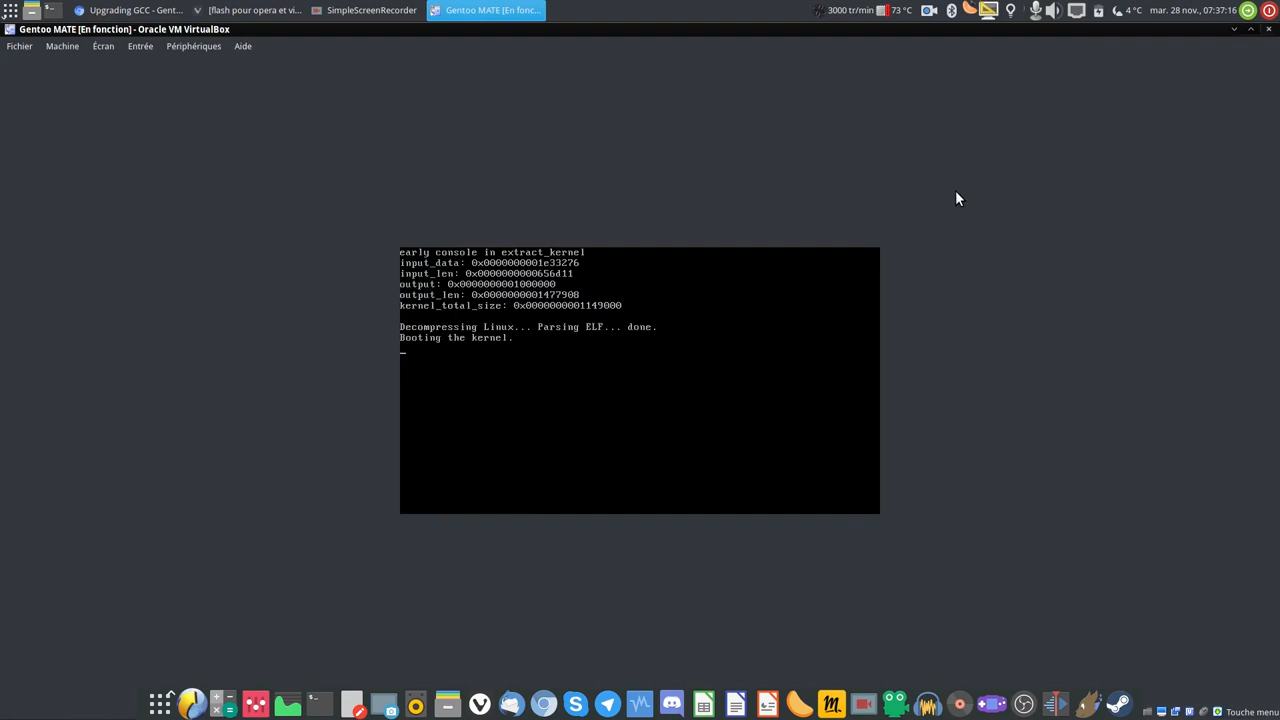 Upgrading GCC - Gent...
[flash pour opera et vi...
SimpleScreenRecorder
Gentoo MATE [En fonc...
3000 tr/min
73 °C
4 °C
mar. 28 nov., 07:37:16
Gentoo MATE [En fonction] - Oracle VM VirtualBox
Fichier
Machine
Écran
Entrée
Périphériques
Aide
early console in extract_kernel
input_data: 0x0000000001e33276
input_len: 0x0000000000656d11
output: 0x0000000001000000
output_len: 0x0000000001477908
kernel_total_size: 0x0000000001149000
Decompressing Linux... Parsing ELF... done.
Booting the kernel.
Touche menu